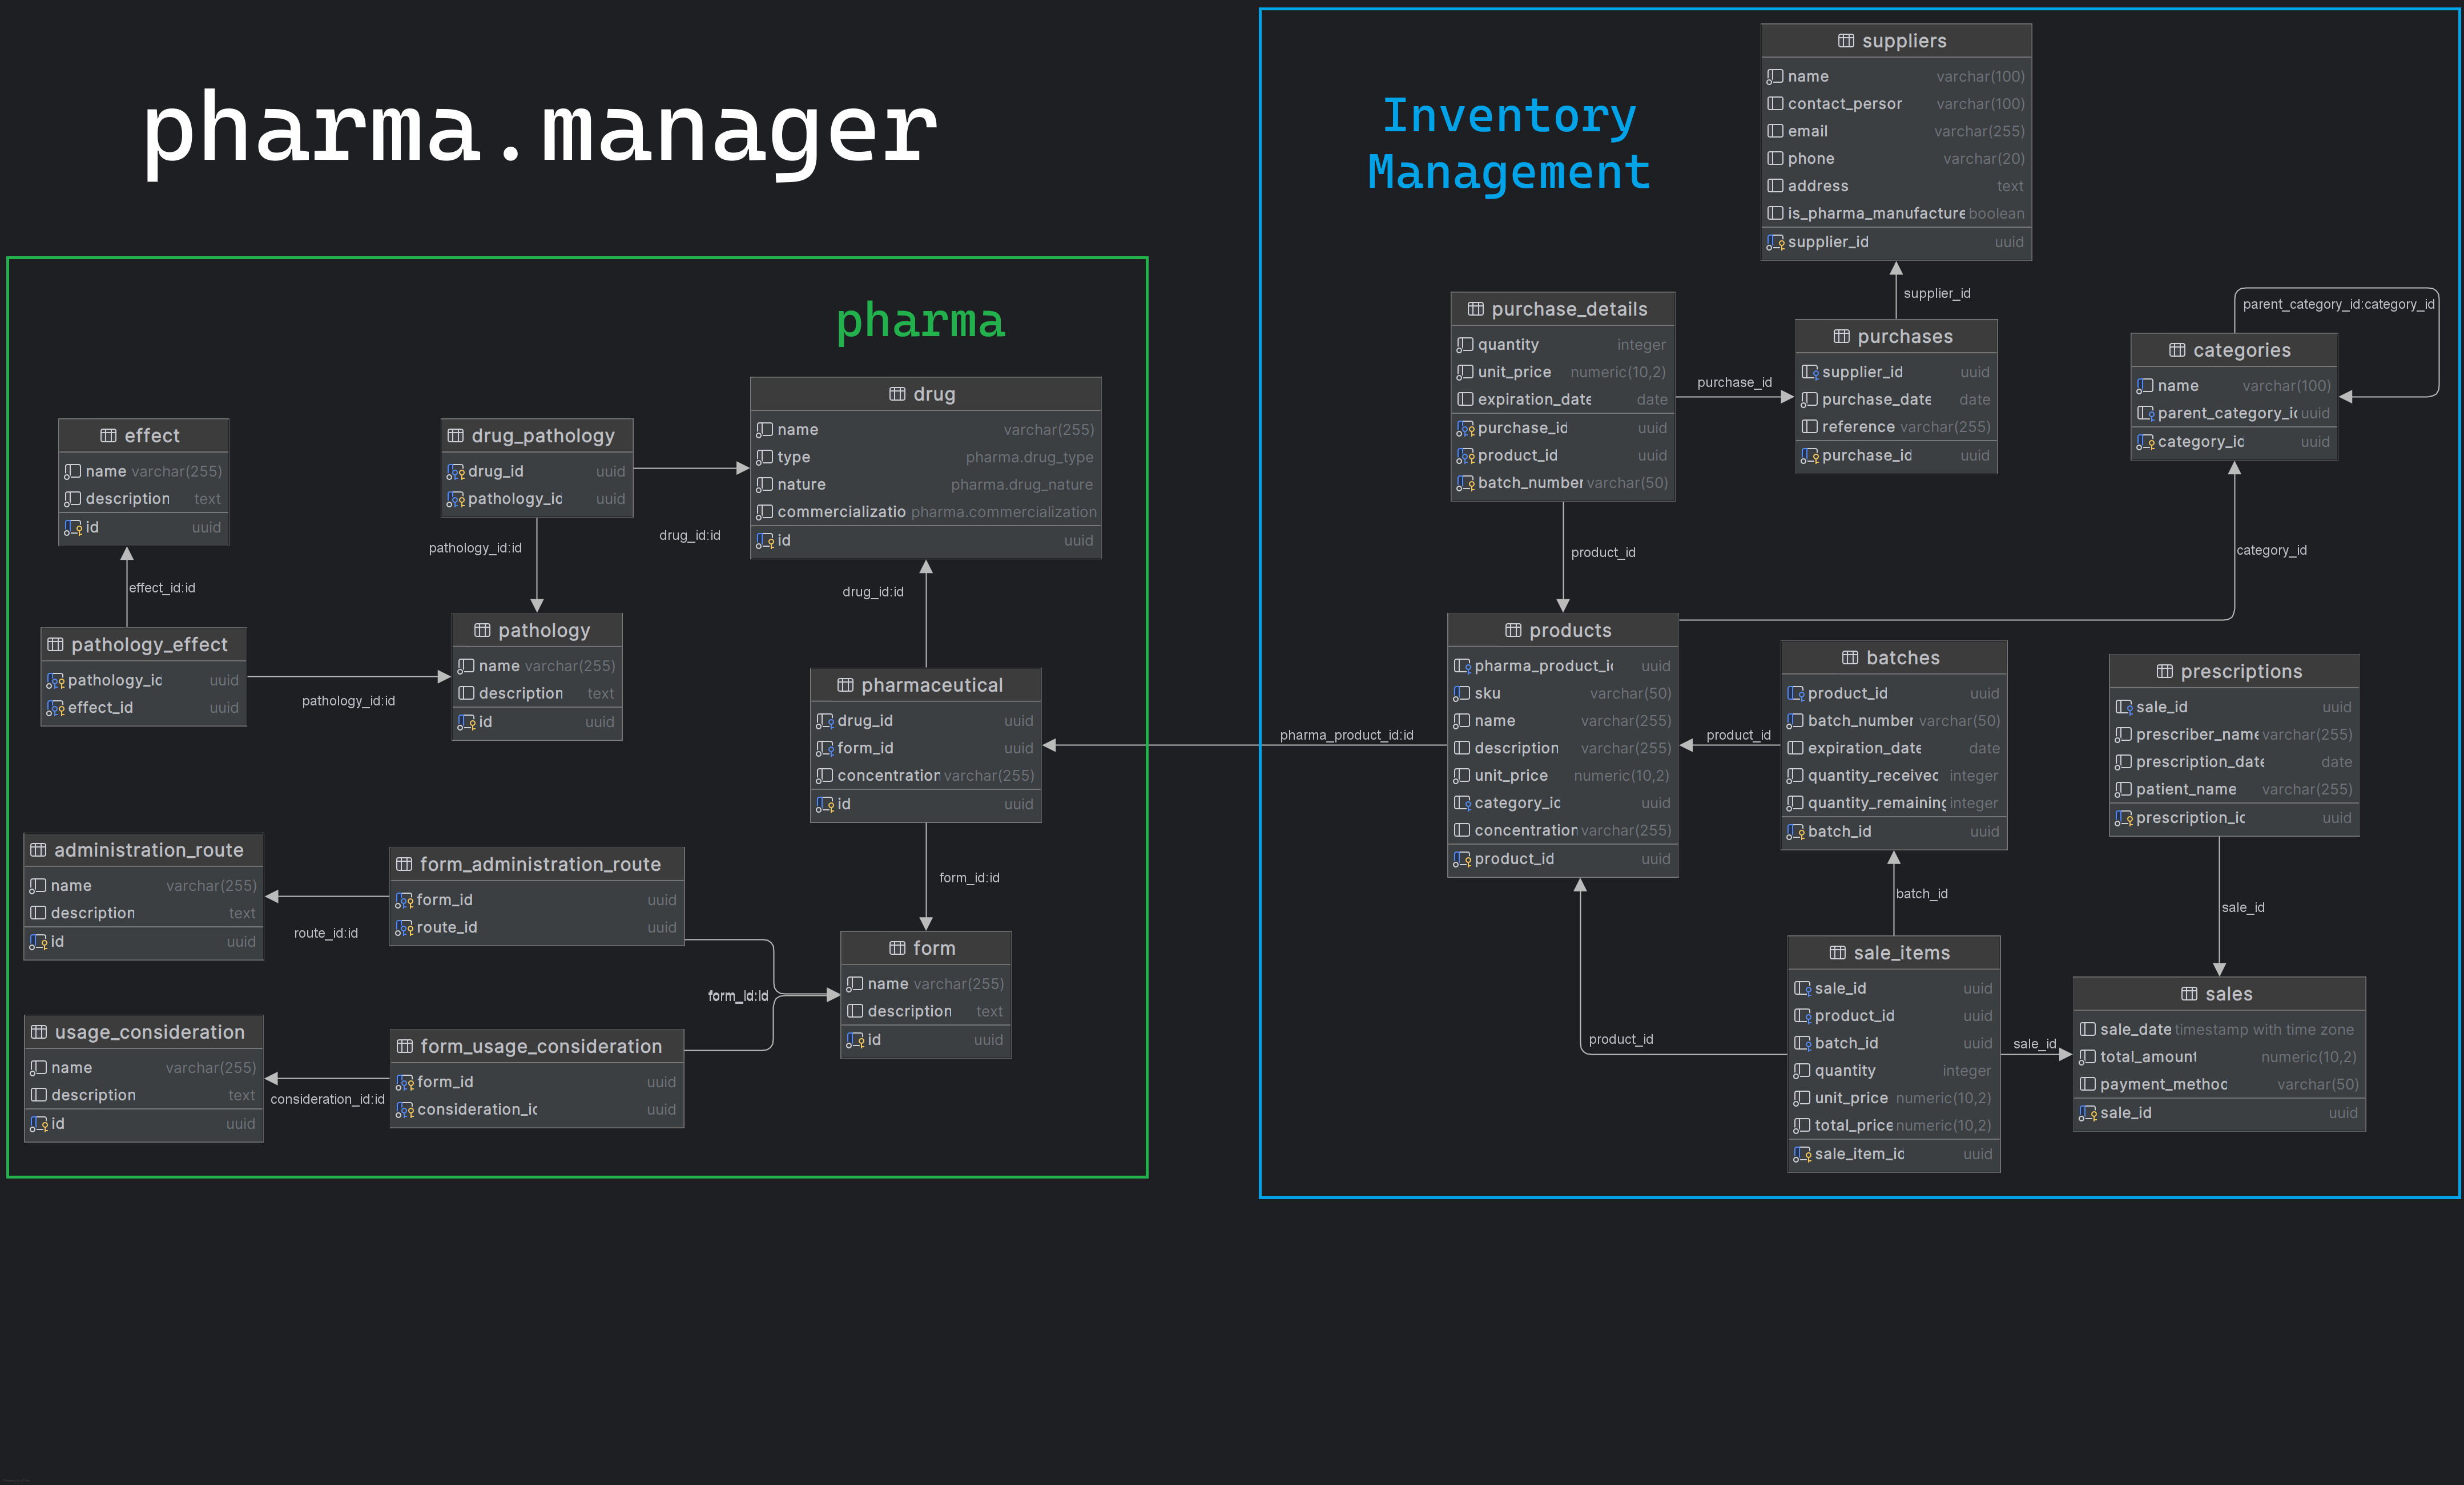 pharma.manager
Inventory
Management
suppliers
name varchar(100)
contact_persor varchar(100)
email varchar(255)
phone varchar(20)
address text
is_pharma_manufacture boolean
supplier_id uuid
supplier_id
purchase_details
quantity integer
unit_price numeric(10,2)
expiration_date date
purchase_id uuid
product_id uuid
batch_number varchar(50)
purchase_id
purchases
supplier_id uuid
purchase_date date
reference varchar(255)
purchase_id uuid
parent_category_id:category_id
categories
name varchar(100)
parent_category_id uuid
category_id uuid
product_id
category_id
pharma
effect
name varchar(255)
description text
id uuid
drug_pathology
drug_id uuid
pathology_id uuid
drug
name varchar(255)
type pharma.drug_type
nature pharma.drug_nature
commercializatio pharma.commercialization
id uuid
drug_id:id
pathology_id:id
effect_id:id
drug_id:id
pathology_effect
pathology_id uuid
effect_id uuid
pathology_id:id
pathology
name varchar(255)
description text
id uuid
pharmaceutical
drug_id uuid
form_id uuid
concentration varchar(255)
id uuid
pharma_product_id:id
products
pharma_product_id uuid
sku varchar(50)
name varchar(255)
description varchar(255)
unit_price numeric(10,2)
category_id uuid
concentration varchar(255)
product_id uuid
product_id
batches
product_id uuid
batch_number varchar(50)
expiration_date date
quantity_received integer
quantity_remaining integer
batch_id uuid
prescriptions
sale_id uuid
prescriber_name varchar(255)
prescription_date date
patient_name varchar(255)
prescription_id uuid
administration_route
name varchar(255)
description text
id uuid
route_id:id
form_administration_route
form_id uuid
route_id uuid
form_id:id
form
name varchar(255)
description text
id uuid
form_id:id
usage_consideration
name varchar(255)
description text
id uuid
consideration_id:id
form_usage_consideration
form_id uuid
consideration_id uuid
batch_id
sale_id
product_id
sale_items
sale_id uuid
product_id uuid
batch_id uuid
quantity integer
unit_price numeric(10,2)
total_price numeric(10,2)
sale_item_id uuid
sale_id
sales
sale_date timestamp with time zone
total_amount numeric(10,2)
payment_method varchar(50)
sale_id uuid